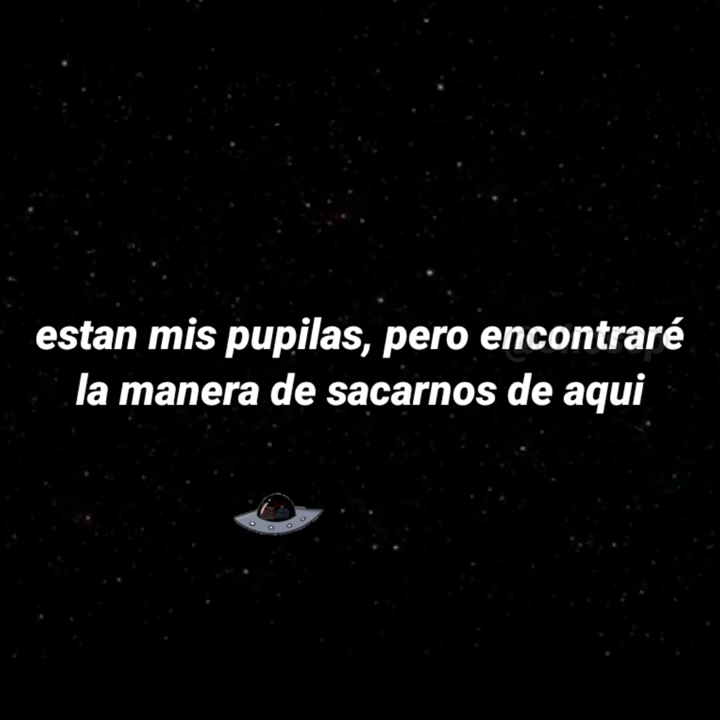 estan mis pupilas, pero encontraré
la manera de sacarnos de aqui